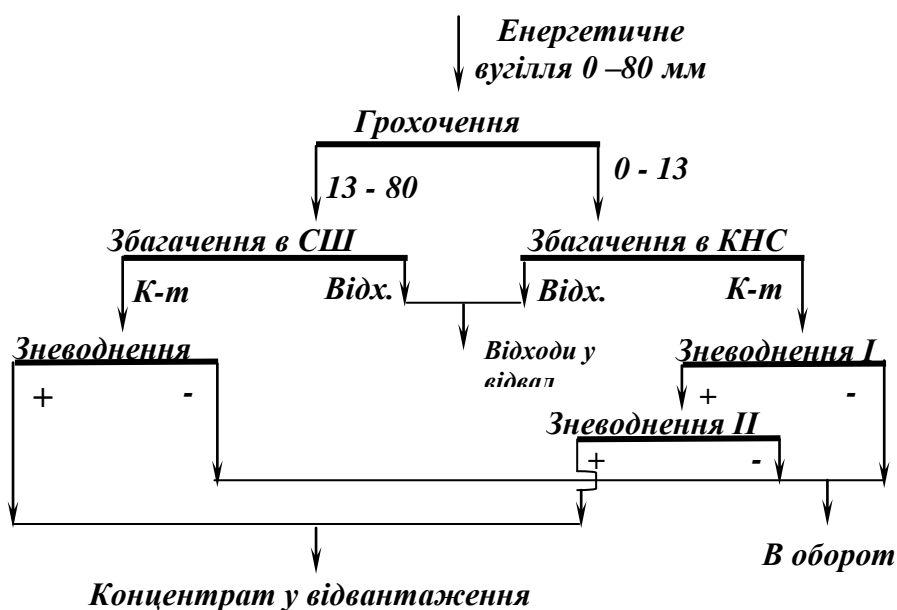 Енергетичне
вугілля 0 –80 мм
Грохочення
13 - 80
0 - 13
Збагачення в СШ
Збагачення в КНС
К-т
Відх.
Відх.
К-т
Зневоднення
Відходи у
відвал
Зневоднення І
+
-
+
-
Зневоднення ІІ
+
-
В оборот
Концентрат у відвантаження